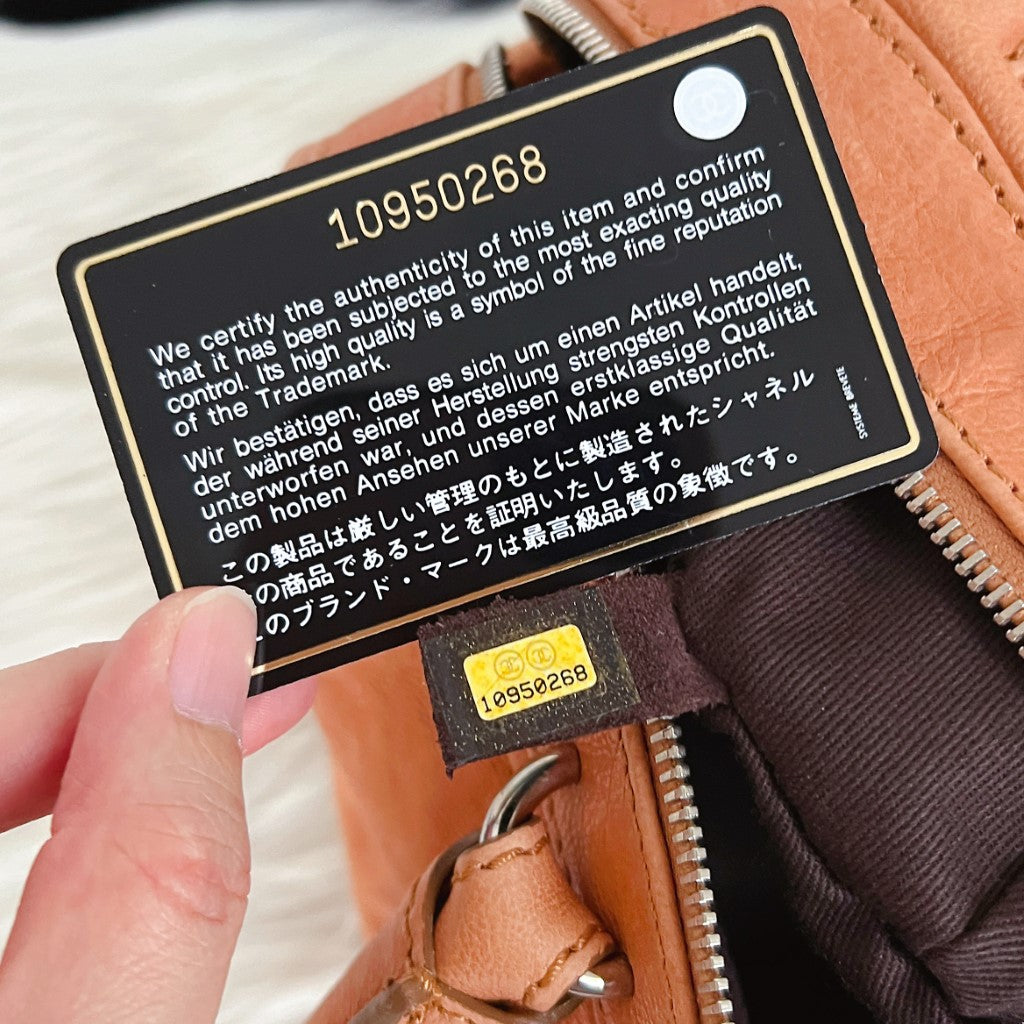 10950268
We certify the authenticity of this item and confirm
that it has been subjected to the most exacting quality
control. Its high quality is a symbol of the fine reputation
of the Trademark.
Wir bestätigen, dass es sich um einen Artikel handelt,
der während seiner Herstellung strengsten Kontrollen
unterworfen war, und dessen erstklassige Qualität
dem hohen Ansehen unserer Marke entspricht.
この製品は厳しい管理のもとに製造されたシャネル
の商品であることを証明いたします。
このブランド・マークは最高級品質の象徴です。
SYSTEME BREVETE
10950268